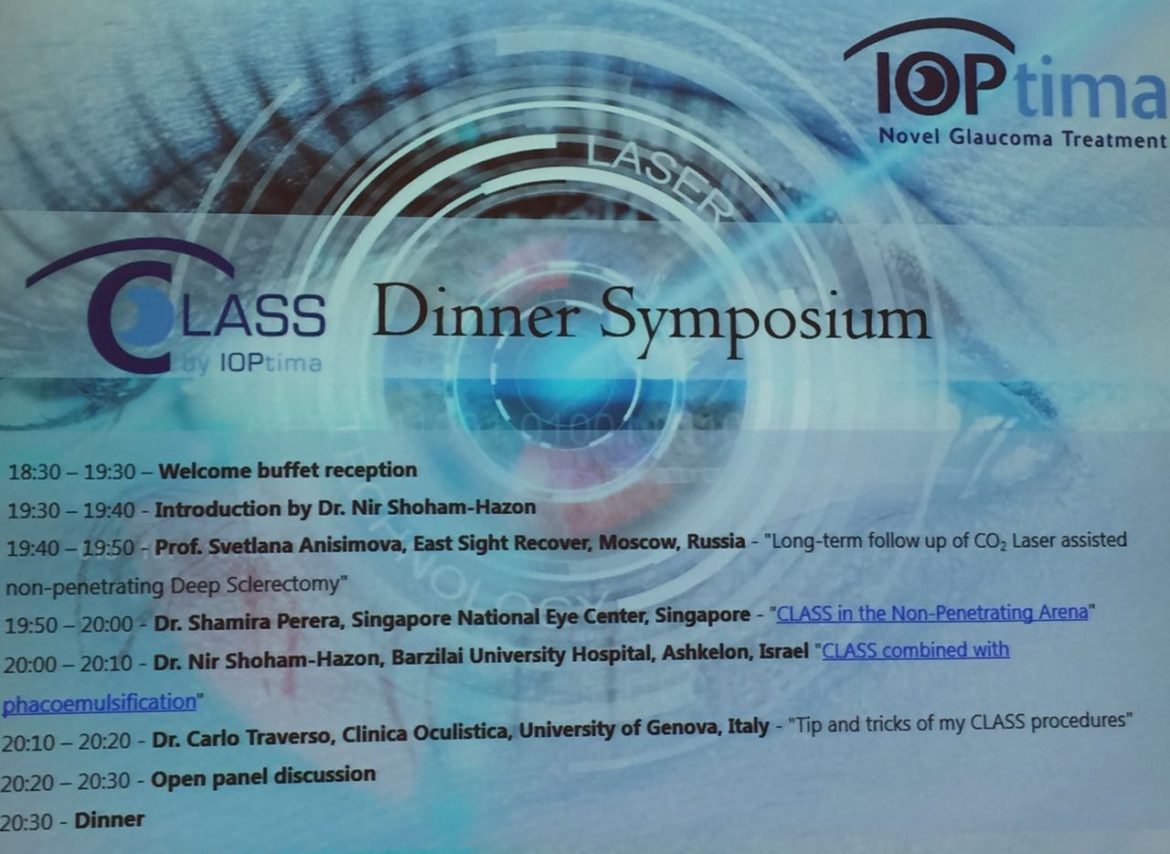 IOPtima
Novel Glaucoma Treatment
LASER
CLASS
by IOPtima
Dinner Symposium
TECHNOLOGY
18:30 – 19:30 – Welcome buffet reception
19:30 – 19:40 - Introduction by Dr. Nir Shoham-Hazon
19:40 – 19:50 - Prof. Svetlana Anisimova, East Sight Recover, Moscow, Russia - "Long-term follow up of CO₂ Laser assisted
non-penetrating Deep Sclerectomy"
19:50 – 20:00 - Dr. Shamira Perera, Singapore National Eye Center, Singapore - "CLASS in the Non-Penetrating Arena"
20:00 – 20:10 - Dr. Nir Shoham-Hazon, Barzilai University Hospital, Ashkelon, Israel "CLASS combined with
phacoemulsification"
20:10 – 20:20 - Dr. Carlo Traverso, Clinica Oculistica, University of Genova, Italy - "Tip and tricks of my CLASS procedures"
20:20 – 20:30 - Open panel discussion
20:30 - Dinner